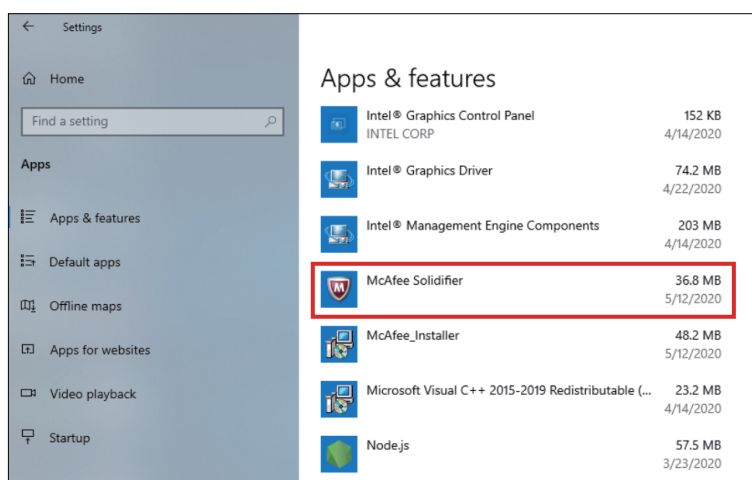 Settings
Home
Find a setting
Apps
Apps & features
Default apps
Offline maps
Apps for websites
Video playback
Startup
Apps & features
Intel® Graphics Control Panel 152 KB
INTEL CORP 4/14/2020
Intel® Graphics Driver 74.2 MB
4/22/2020
Intel® Management Engine Components 203 MB
4/14/2020
McAfee Solidifier 36.8 MB
5/12/2020
McAfee_Installer 48.2 MB
5/12/2020
Microsoft Visual C++ 2015-2019 Redistributable (... 23.2 MB
4/14/2020
Node.js 57.5 MB
3/23/2020